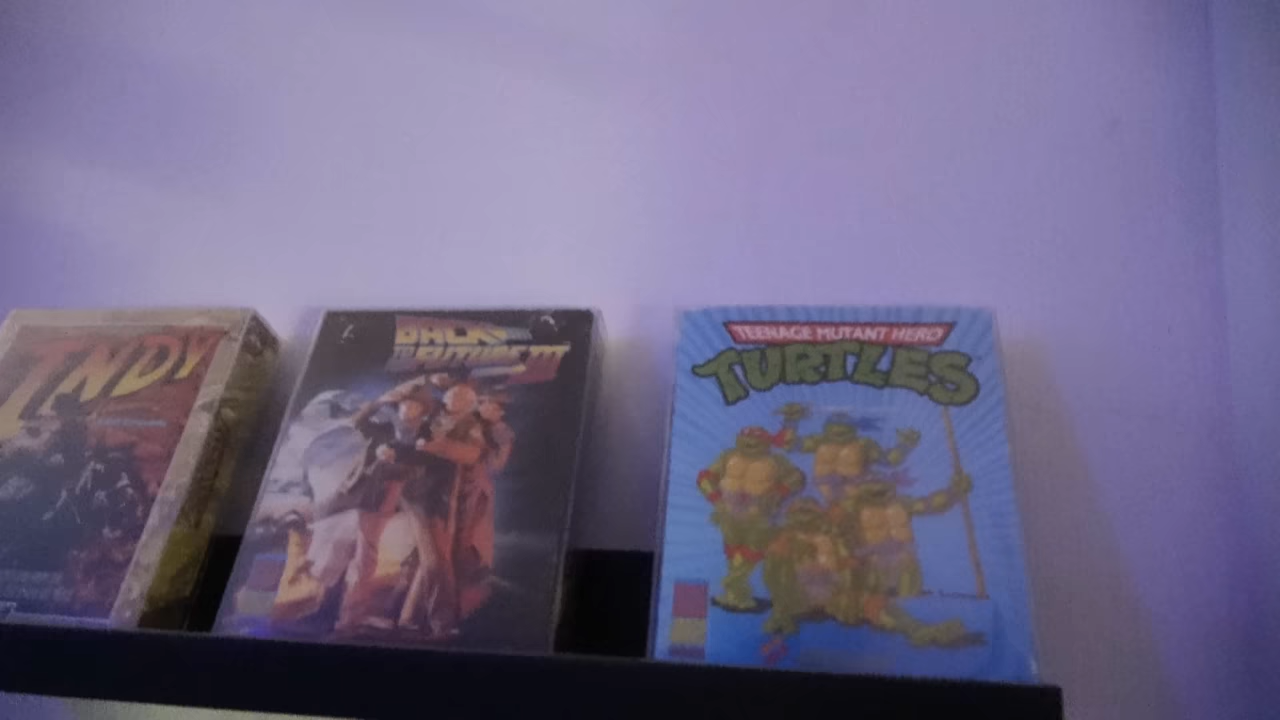 INDY
BACK
TO THE
FUTURE III
TEENAGE MUTANT HERO
TURTLES